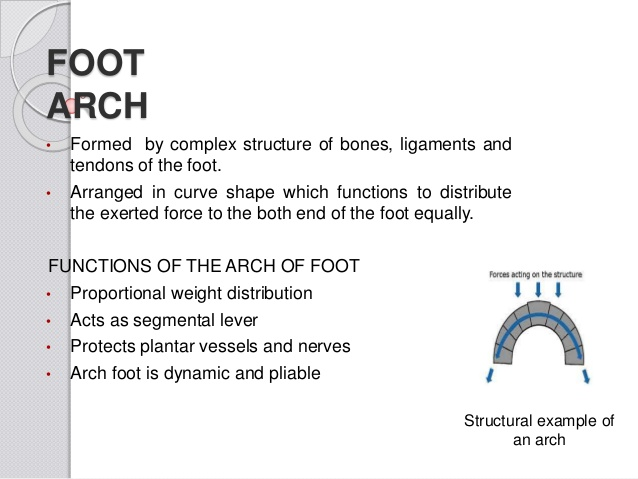 FOOT
ARCH
• Formed by complex structure of bones, ligaments and
tendons of the foot.
• Arranged in curve shape which functions to distribute
the exerted force to the both end of the foot equally.
FUNCTIONS OF THE ARCH OF FOOT
• Proportional weight distribution
• Acts as segmental lever
• Protects plantar vessels and nerves
• Arch foot is dynamic and pliable
Forces acting on the structure
Structural example of
an arch